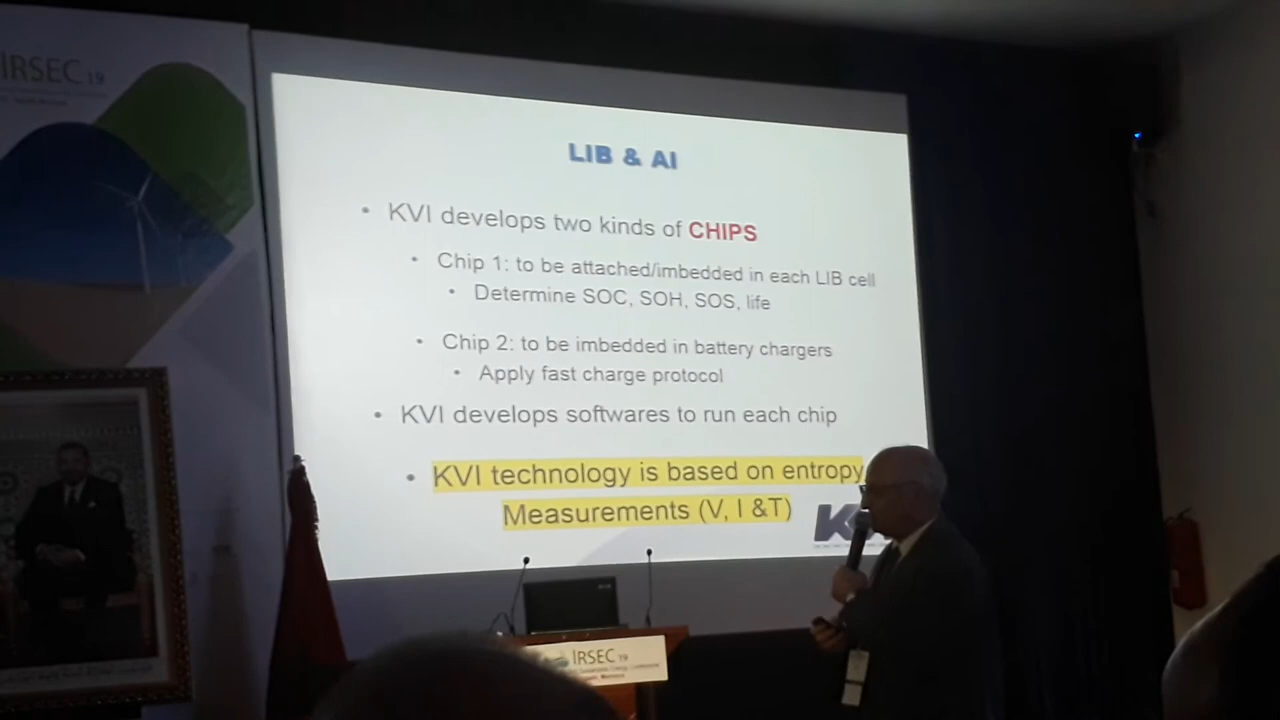 IRSEC 19
LIB & AI
• KVI develops two kinds of CHIPS
• Chip 1: to be attached/imbedded in each LIB cell
• Determine SOC, SOH, SOS, life
• Chip 2: to be imbedded in battery chargers
• Apply fast charge protocol
• KVI develops softwares to run each chip
• KVI technology is based on entropy
Measurements (V, I &T)
K
IRSEC 19